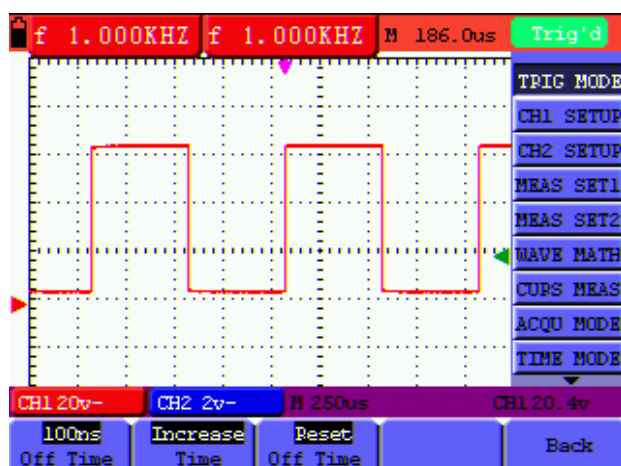 f 1.000KHZ f 1.000KHZ M 186.0us Trig'd
TRIG MODE
CH1 SETUP
CH2 SETUP
MEAS SET1
MEAS SET2
WAVE MATH
CURS MEAS
ACQU MODE
TIME MODE
CH1 20v- CH2 2v- M 250us CH1 20.4v
100ns Increase Reset
Off Time Time Off Time Back